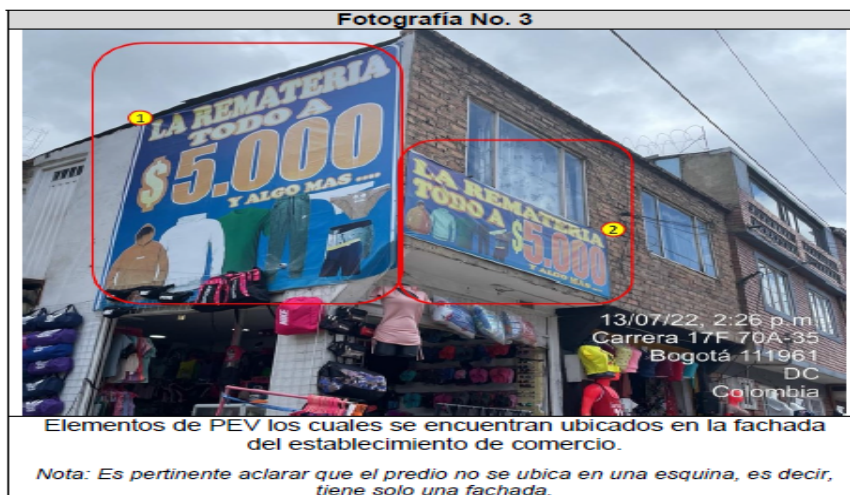 Fotografía No. 3
1
LA REMATERIA
TODO A
$5.000
Y ALGO MAS ....
LA REMATERIA
TODO A $5.000
Y ALGO MAS ....
2
13/07/22, 2:26 p.m.
Carrera 17F 70A-35
Bogotá 111961
DC
Colombia
Elementos de PEV los cuales se encuentran ubicados en la fachada
del establecimiento de comercio.
Nota: Es pertinente aclarar que el predio no se ubica en una esquina, es decir,
tiene solo una fachada.